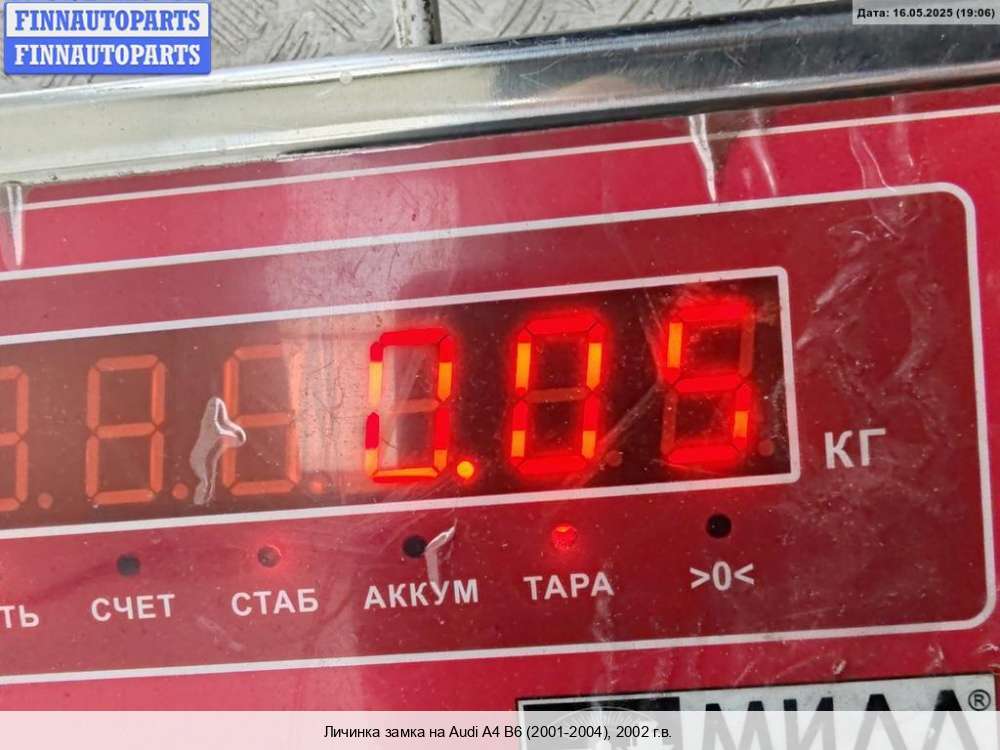 FINNAUTOPARTS
FINNAUTOPARTS
Дата: 16.05.2025 (19:06)
0.05
КГ
СЧЕТ
СТАБ
АККУМ
ТАРА
>0<
®
Личинка замка на Audi A4 B6 (2001-2004), 2002 г.в.